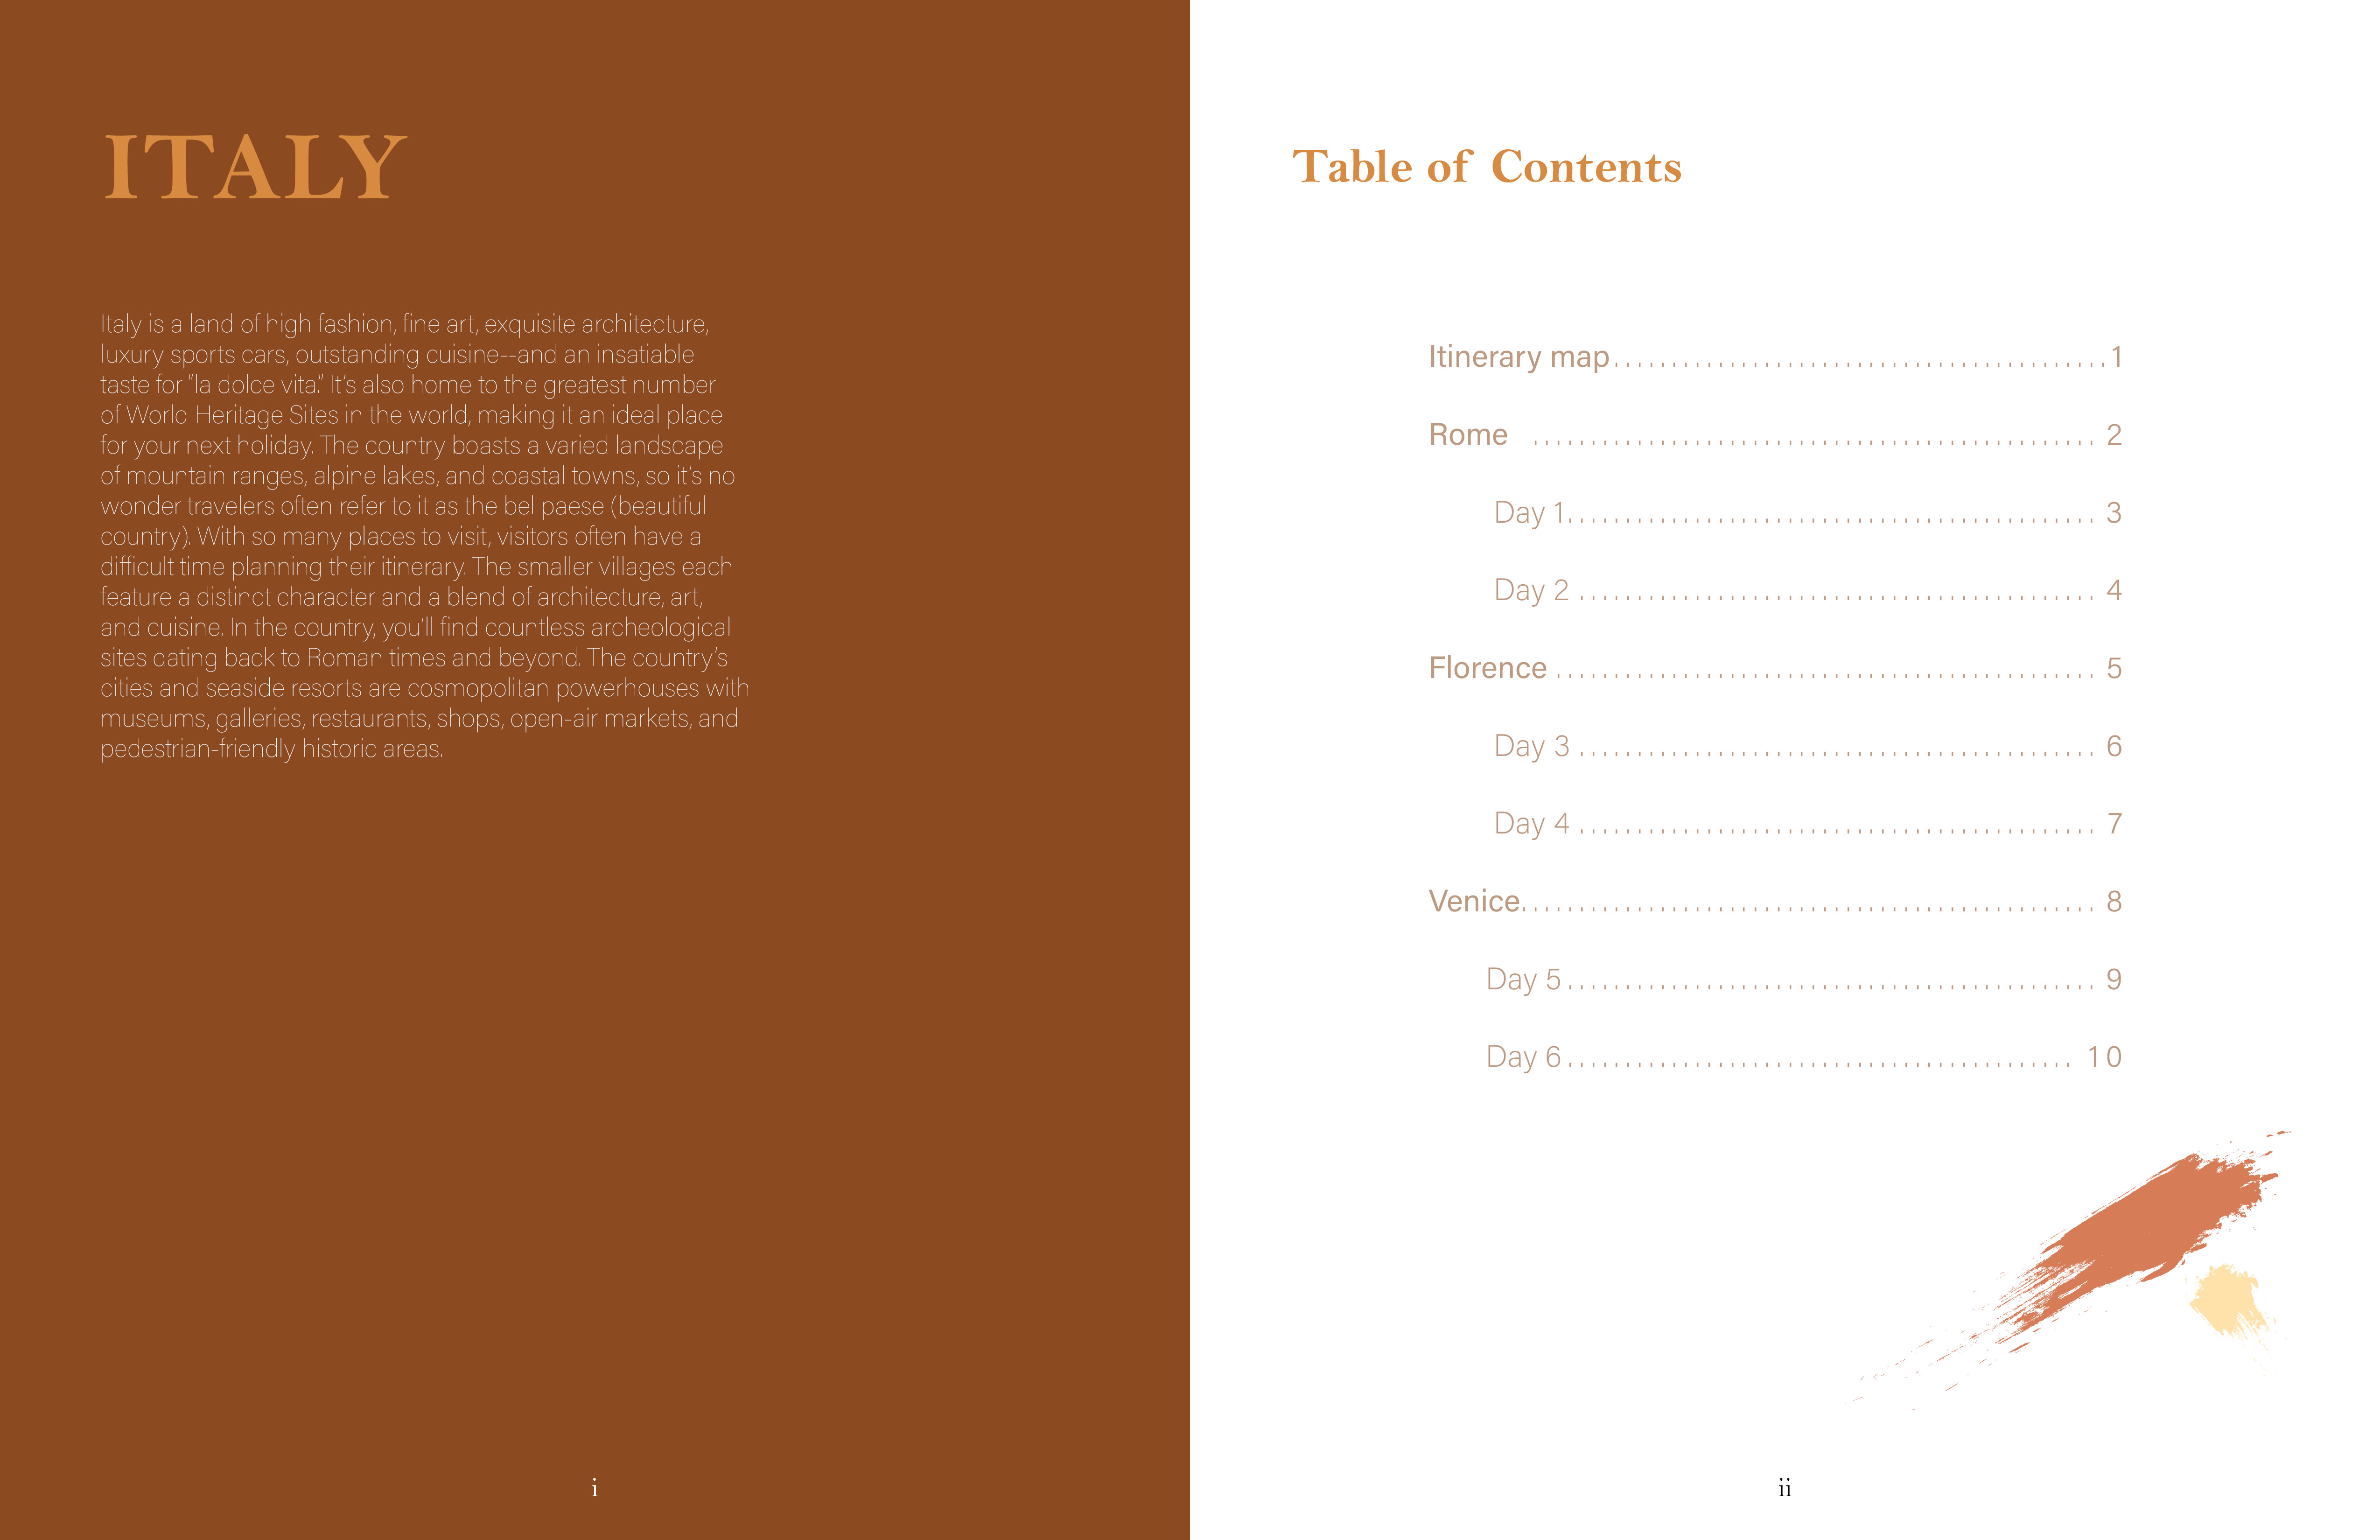 ITALY
Italy is a land of high fashion, fine art, exquisite architecture,
luxury sports cars, outstanding cuisine--and an insatiable
taste for "la dolce vita." It's also home to the greatest number
of World Heritage Sites in the world, making it an ideal place
for your next holiday. The country boasts a varied landscape
of mountain ranges, alpine lakes, and coastal towns, so it's no
wonder travelers often refer to it as the bel paese (beautiful
country). With so many places to visit, visitors often have a
difficult time planning their itinerary. The smaller villages each
feature a distinct character and a blend of architecture, art,
and cuisine. In the country, you'll find countless archeological
sites dating back to Roman times and beyond. The country's
cities and seaside resorts are cosmopolitan powerhouses with
museums, galleries, restaurants, shops, open-air markets, and
pedestrian-friendly historic areas.
i
Table of Contents
Itinerary map........................................... 1
Rome ................................................. 2
Day 1.............................................. 3
Day 2 ............................................. 4
Florence ............................................... 5
Day 3 ............................................. 6
Day 4 ............................................. 7
Venice.................................................. 8
Day 5.............................................. 9
Day 6............................................ 10
ii